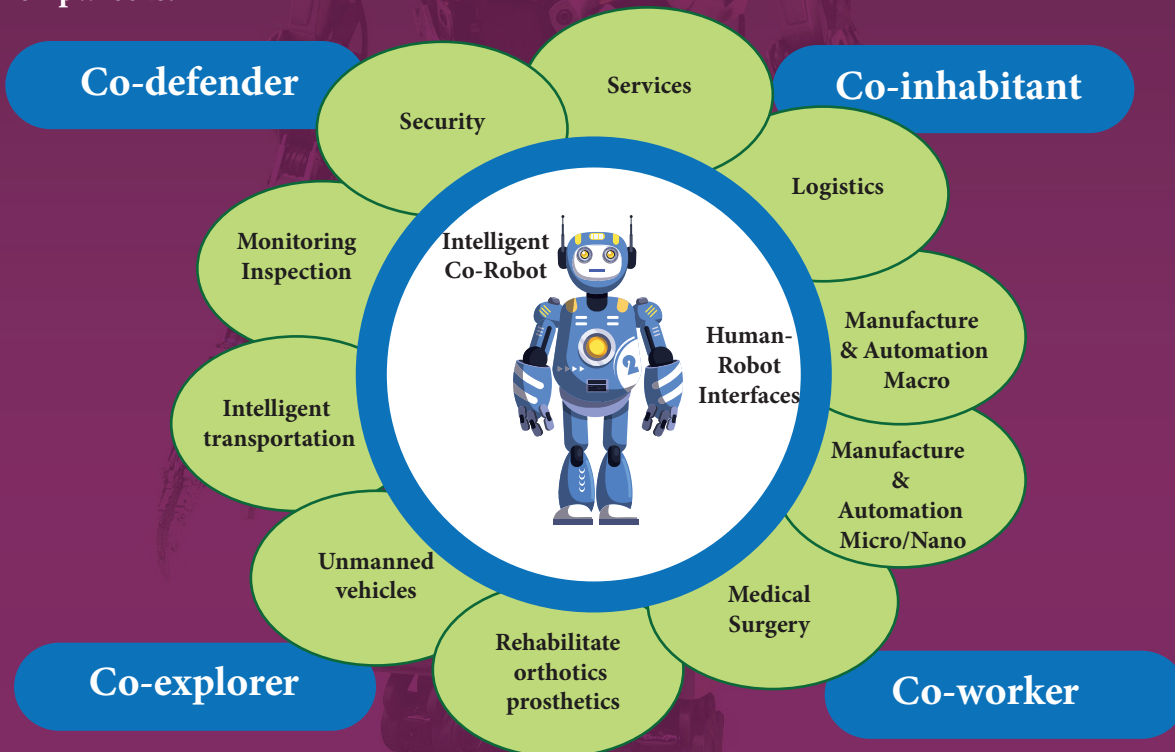 Co-defender
Services
Co-inhabitant
Security
Logistics
Monitoring
Inspection
Intelligent
Co-Robot
Human-
Robot
Interfaces
Manufacture
& Automation
Macro
Intelligent
transportation
Manufacture
&
Automation
Micro/Nano
Unmanned
vehicles
Medical
Surgery
Rehabilitate
orthotics
prosthetics
Co-explorer
Co-worker
2